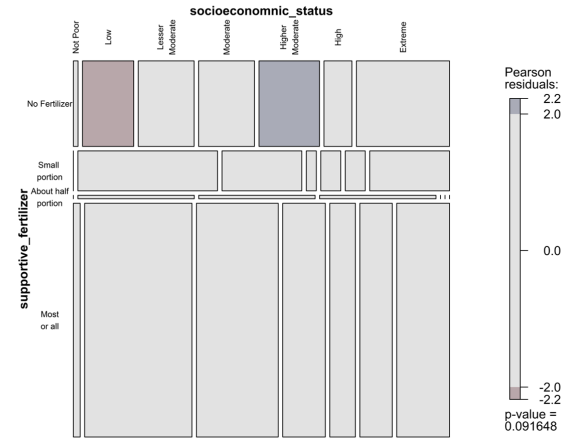 socioeconomnic_status
Not Poor
Low
Lesser
Moderate
Moderate
Higher
Moderate
High
Extreme
supportive_fertilizer
No Fertilizer
Small
portion
About half
portion
Most
or all
Pearson
residuals:
2.2
2.0
0.0
-2.0
-2.2
p-value =
0.091648